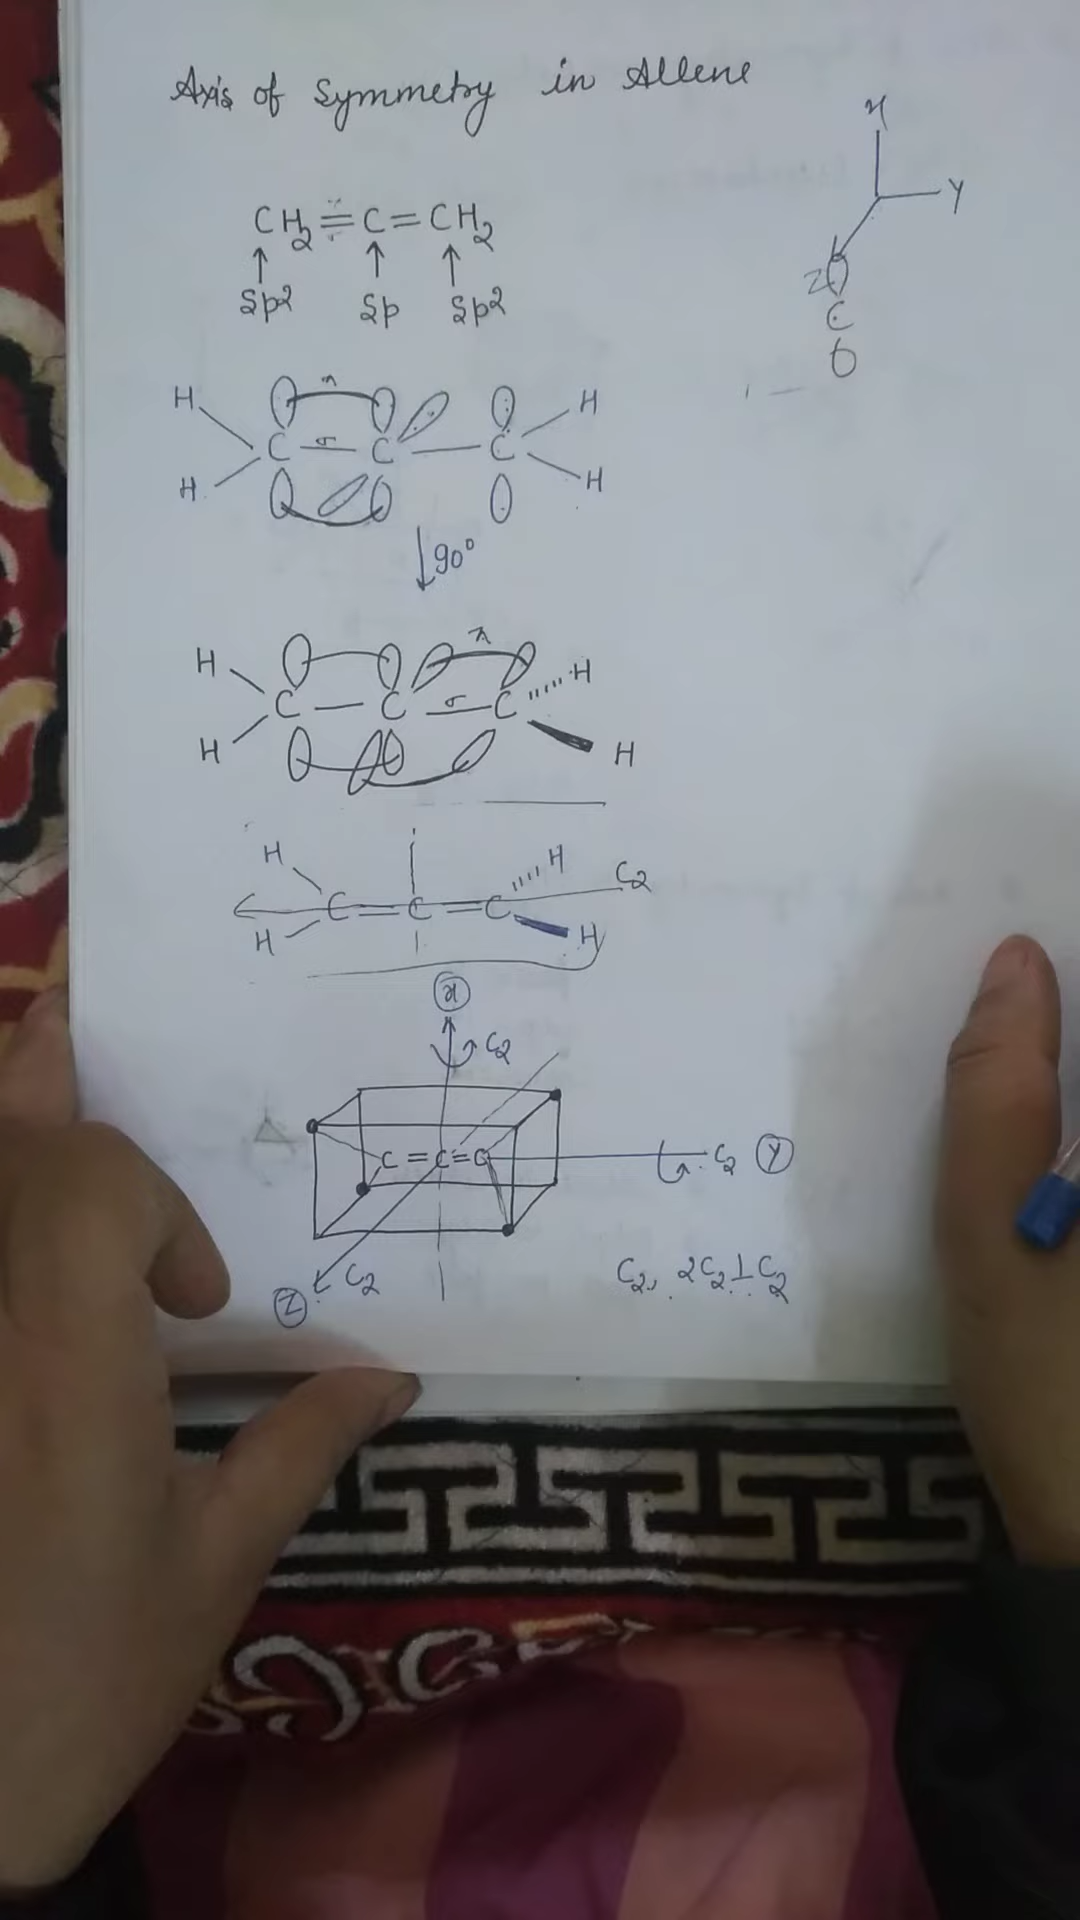 Axis of Symmetry in Allene
x
Y
Z
CH2=C=CH2
Sp2 Sp Sp2
π
H H
C σ C C
H H
90°
π
H H
C C σ C
H H
H H C2
C=C=C
H H
x
C2
C=C=C C2 Y
C2
Z
C2, 2C2⊥C2